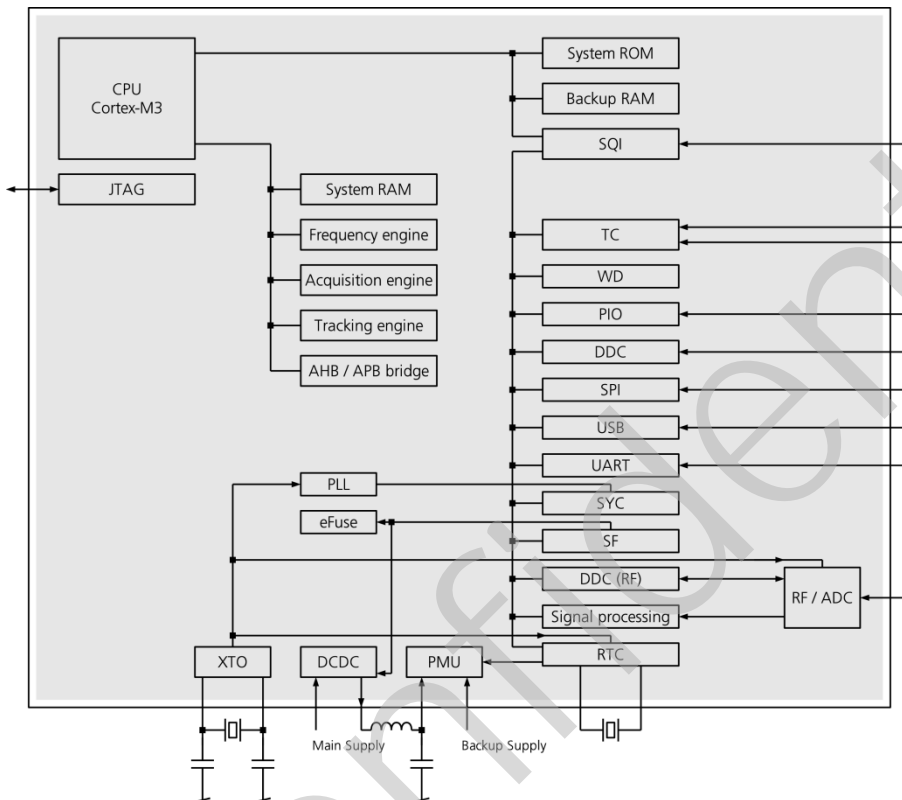 CPU
Cortex-M3
System ROM
Backup RAM
SQI
JTAG
System RAM
Frequency engine
Acquisition engine
Tracking engine
AHB / APB bridge
TC
WD
PIO
DDC
SPI
USB
UART
PLL
SYC
eFuse
SF
DDC (RF)
RF / ADC
Signal processing
XTO
DCDC
PMU
RTC
Main Supply
Backup Supply